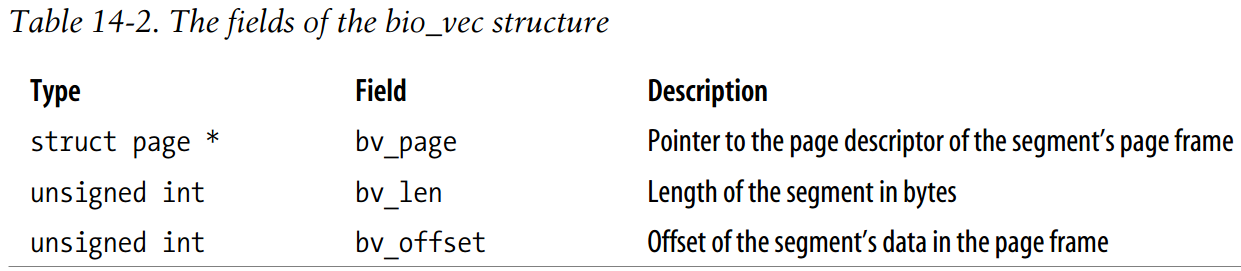 Table 14-2. The fields of the bio_vec structure
Type Field Description
struct page * bv_page Pointer to the page descriptor of the segment’s page frame
unsigned int bv_len Length of the segment in bytes
unsigned int bv_offset Offset of the segment’s data in the page frame